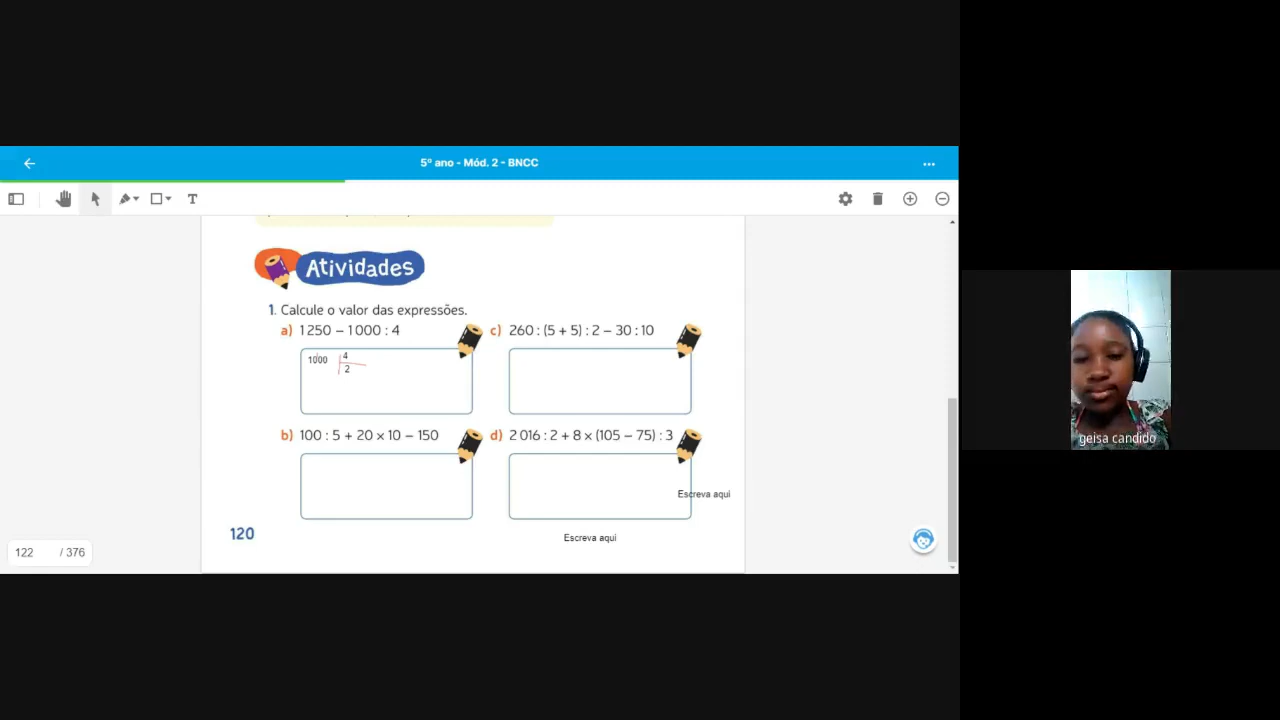 5º ano - Mód. 2 - BNCC
T
Atividades
1. Calcule o valor das expressões.
a) 1 250 – 1 000 : 4
1000 4
2
c) 260 : (5 + 5) : 2 – 30 : 10
b) 100 : 5 + 20 x 10 – 150
d) 2 016 : 2 + 8 x (105 – 75) : 3
Escreva aqui
Escreva aqui
120
122 / 376
geisa candido